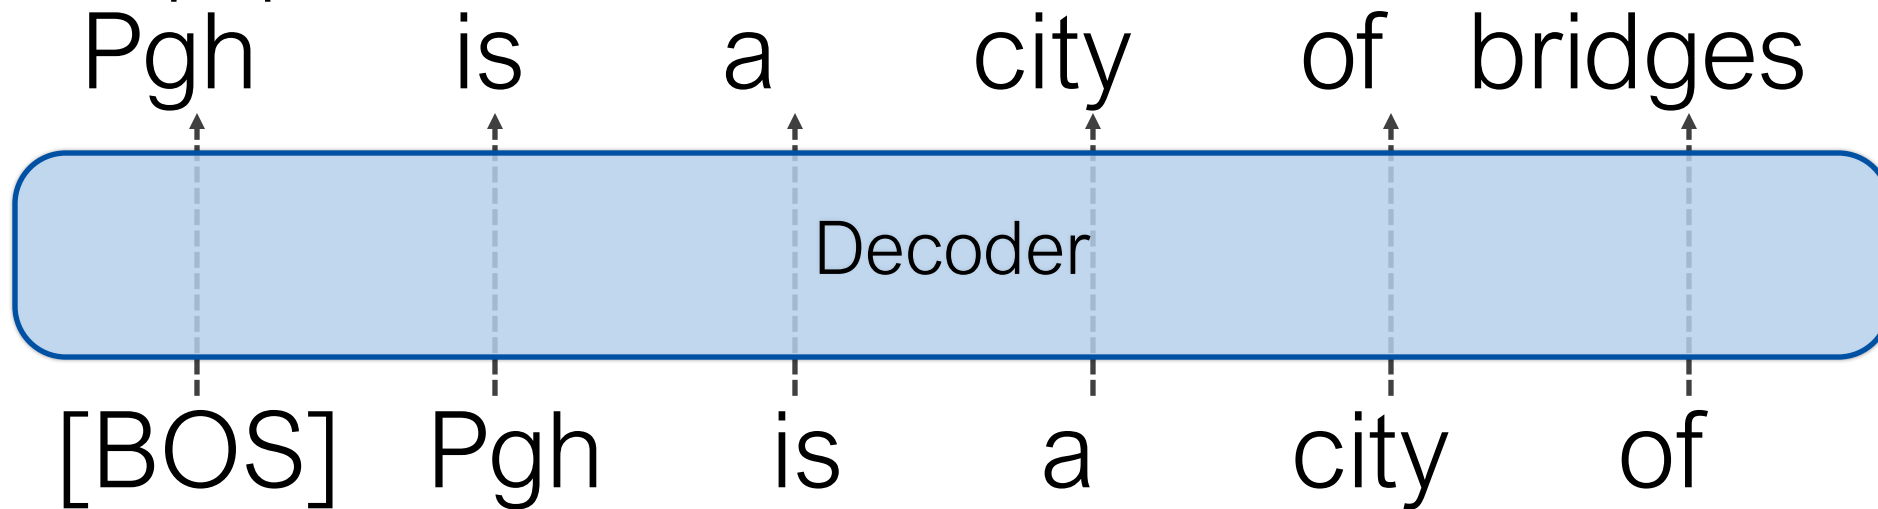 Pgh is a city of bridges
Decoder
[BOS] Pgh is a city of